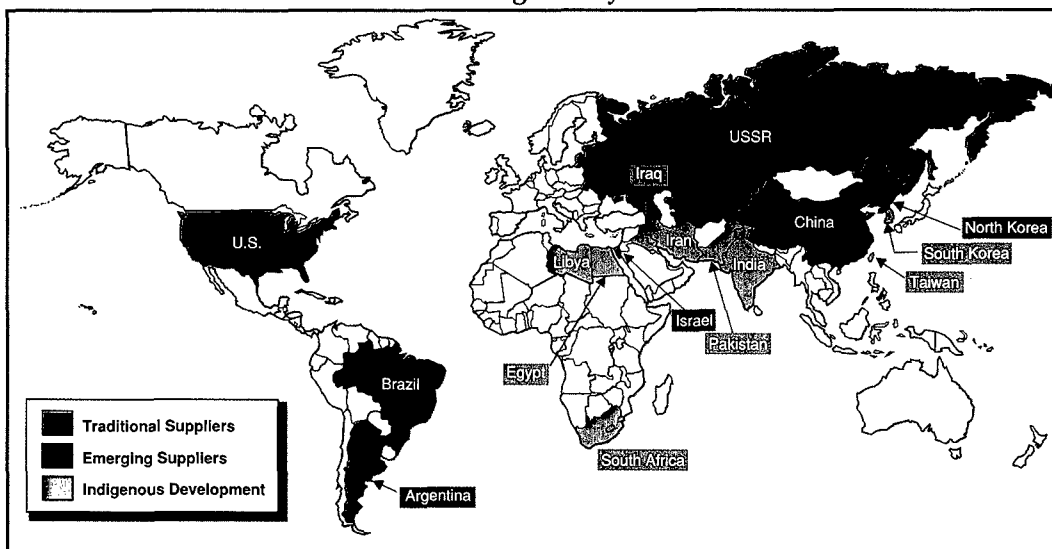 USSR
Iraq
U.S.
China
North Korea
Iran
South Korea
Libya
India
Taiwan
Israel
Pakistan
Egypt
Brazil
South Africa
Traditional Suppliers
Emerging Suppliers
Indigenous Development
Argentina